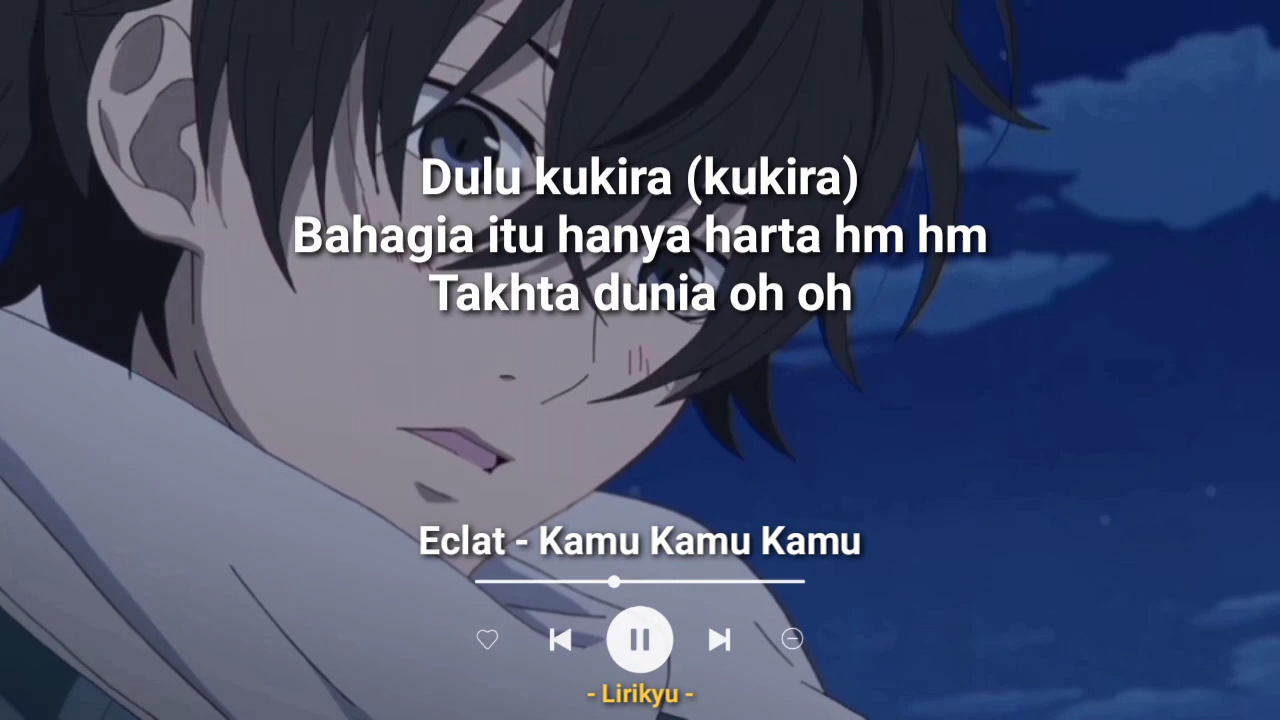 Dulu kukira (kukira)
Bahagia itu hanya harta hm hm
Takhta dunia oh oh
Eclat - Kamu Kamu Kamu
- Lirikyu -